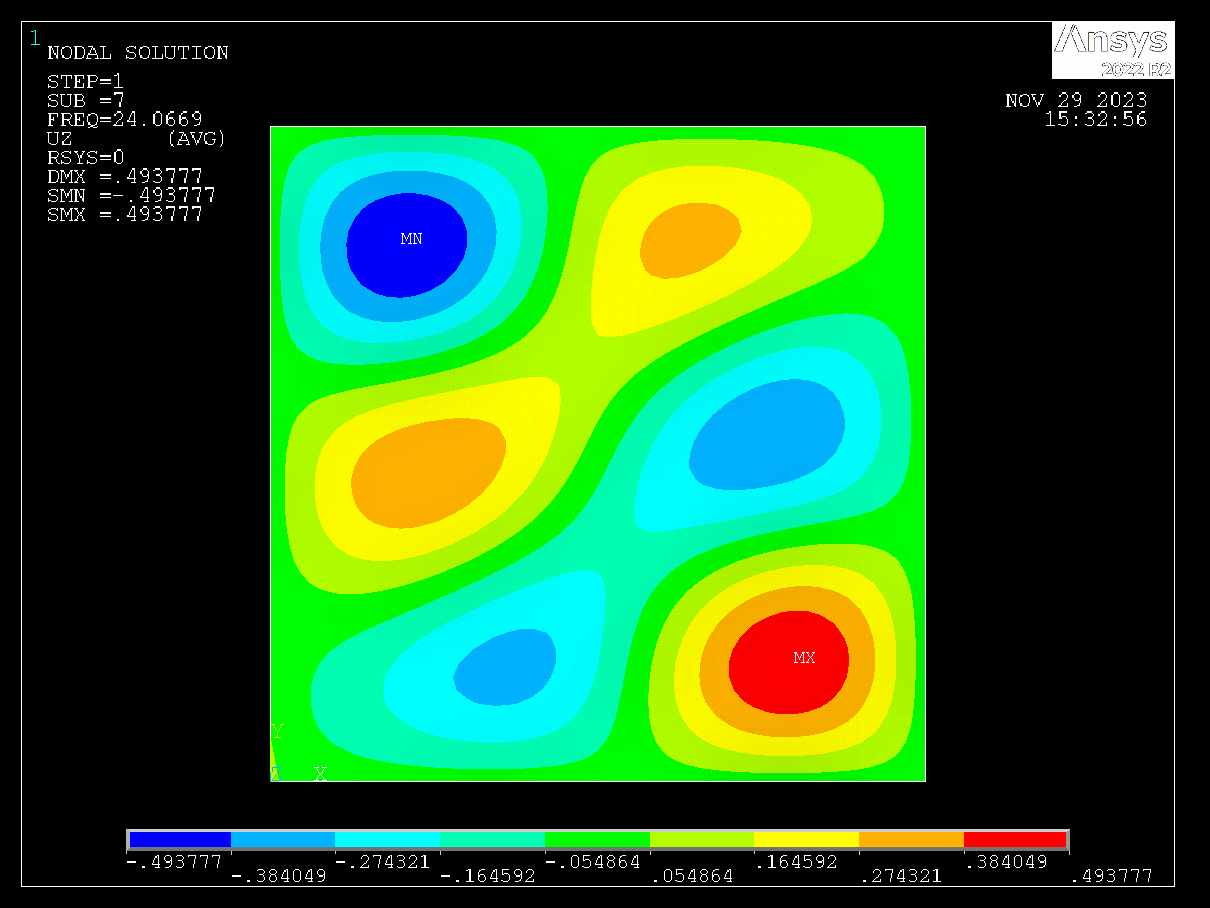 1
NODAL SOLUTION
STEP=1
SUB =7
FREQ=24.0669
UZ (AVG)
RSYS=0
DMX =.493777
SMN =-.493777
SMX =.493777
Ansys
2022 R2
NOV 29 2023
15:32:56
MN
MX
Y
Z X
-.493777 -.274321 -.054864 .164592 .384049
-.384049 -.164592 .054864 .274321 .493777